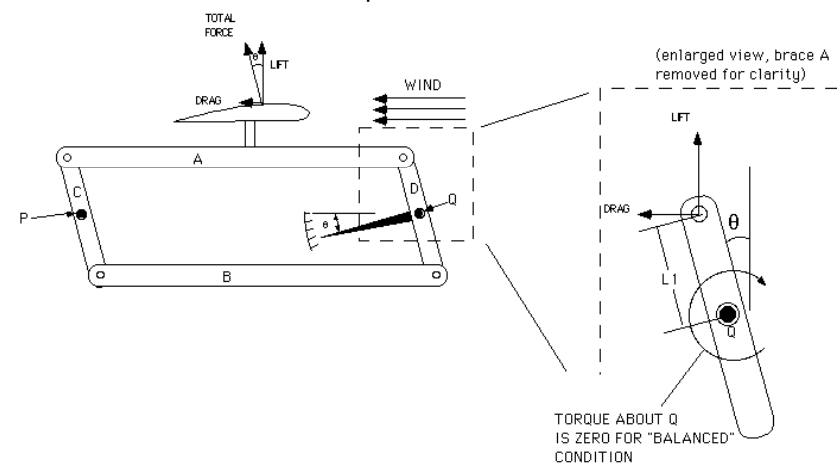 TOTAL
FORCE
θ
LIFT
DRAG
WIND
A
C
D
P
Q
θ
B
(enlarged view, brace A
removed for clarity)
LIFT
DRAG
θ
L1
Q
TORQUE ABOUT Q
IS ZERO FOR "BALANCED"
CONDITION